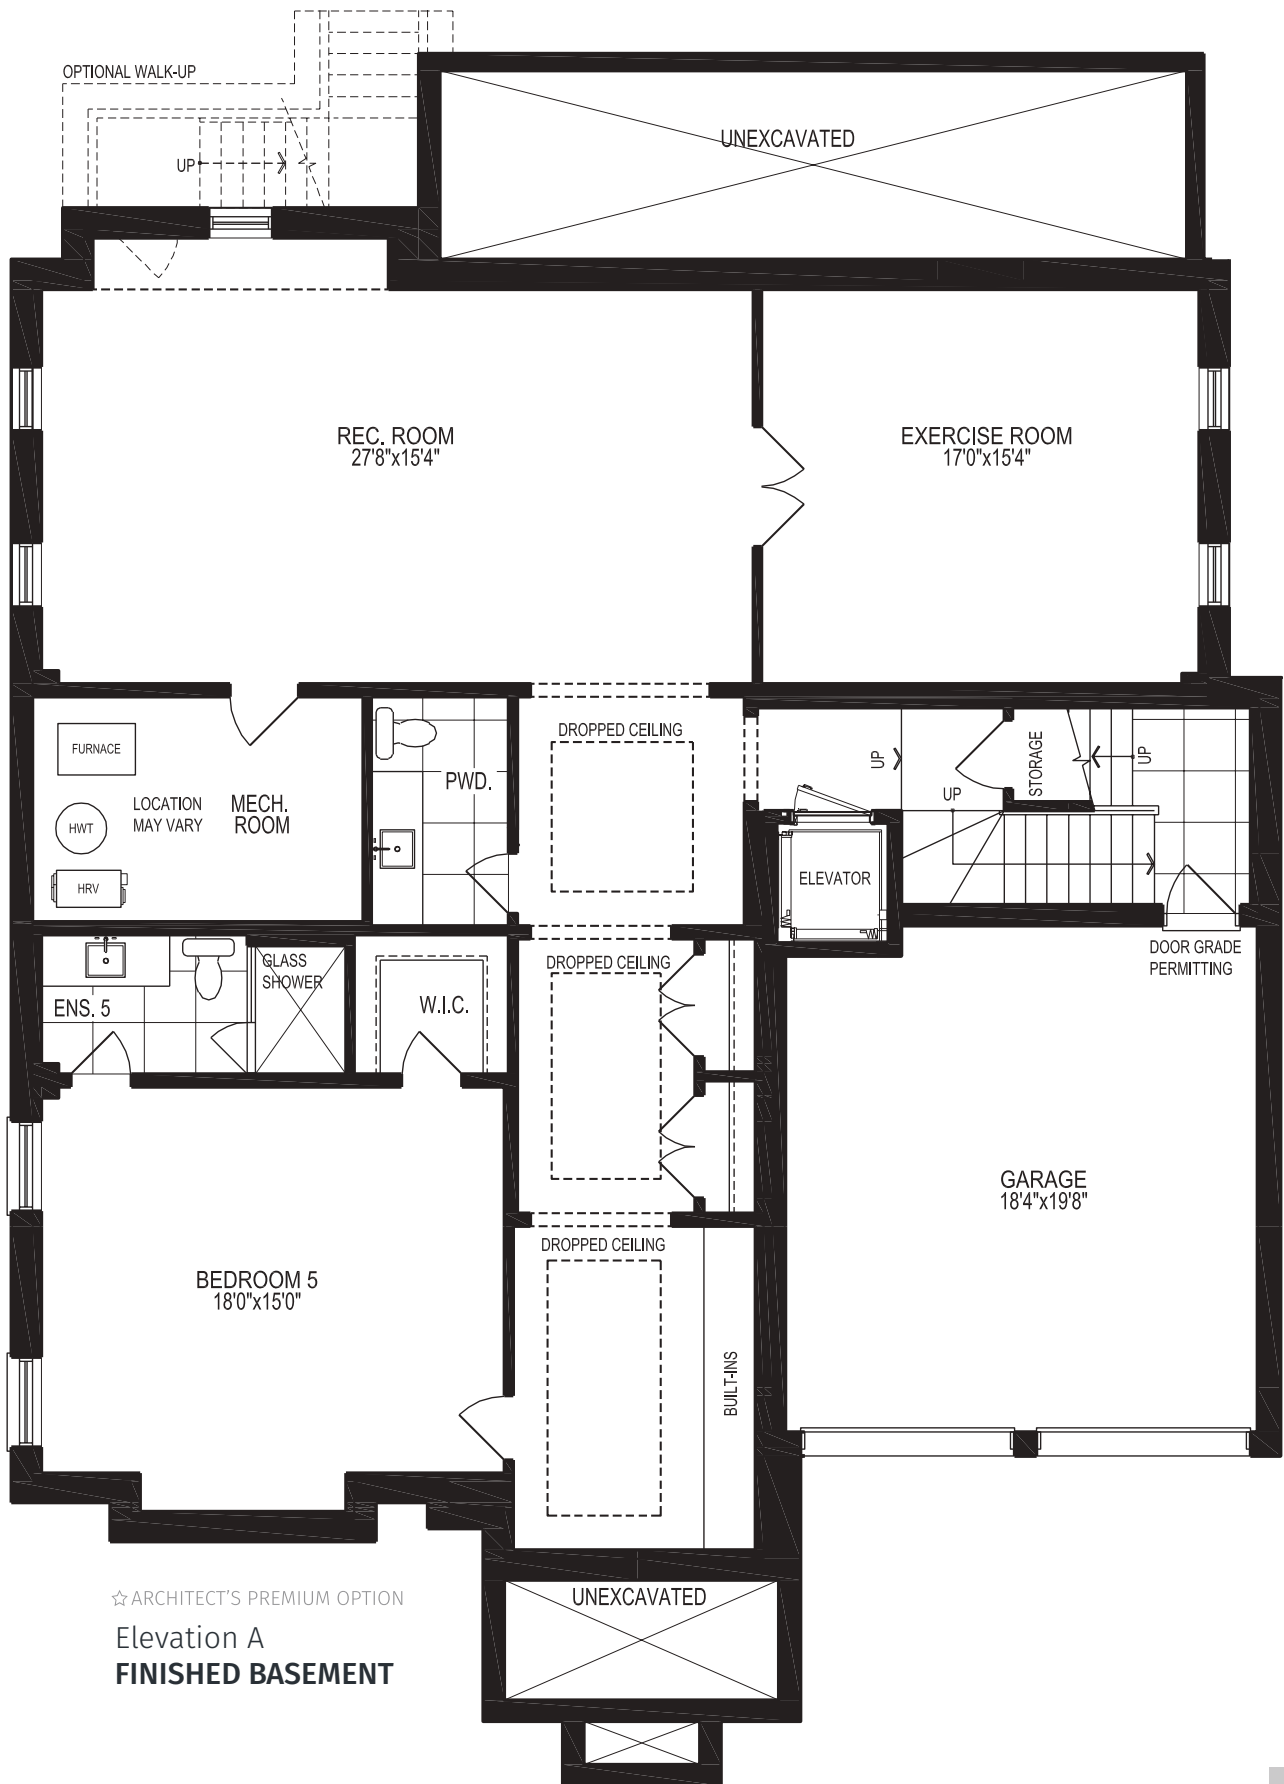 OPTIONAL WALK-UP
UNEXCAVATED
UP
REC. ROOM
27'8"x15'4"
EXERCISE ROOM
17'0"x15'4"
DROPPED CEILING
FURNACE
UP
STORAGE
UP
PWD.
LOCATION
MAY VARY
MECH.
ROOM
UP
HWT
HRV
ELEVATOR
DOOR GRADE
PERMITTING
GLASS
SHOWER
DROPPED CEILING
ENS. 5
W.I.C.
GARAGE
18'4"x19'8"
DROPPED CEILING
BEDROOM 5
18'0"x15'0"
BUILT-INS
☆ ARCHITECT'S PREMIUM OPTION
UNEXCAVATED
Elevation A
FINISHED BASEMENT